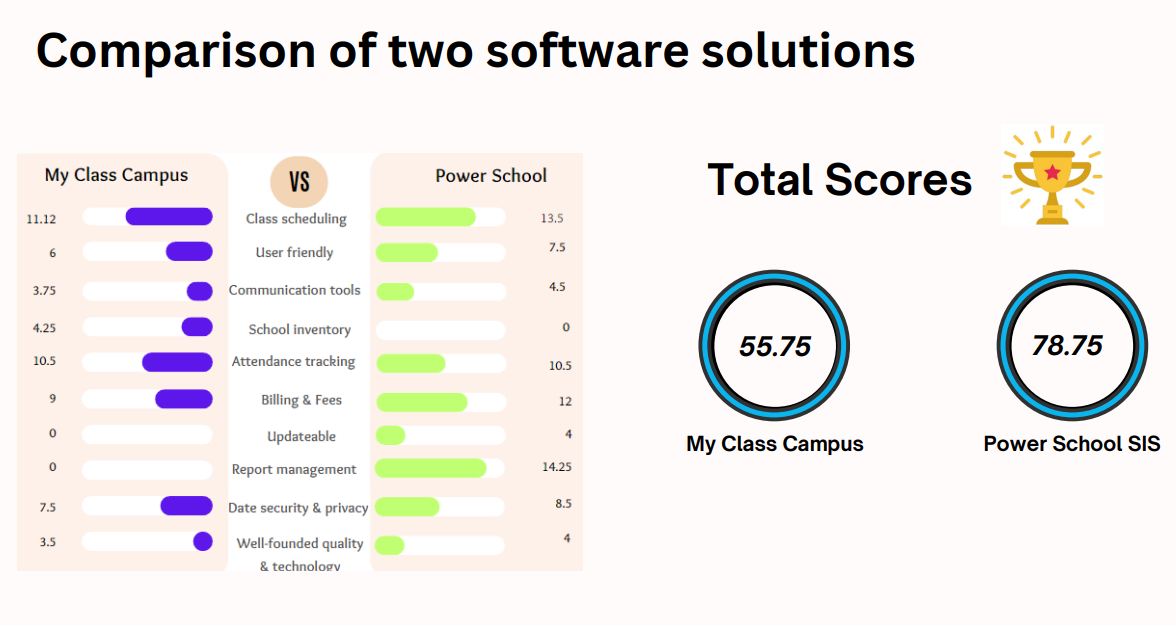 Comparison of two software solutions
My Class Campus VS Power School
11.12 Class scheduling 13.5
6 User friendly 7.5
3.75 Communication tools 4.5
4.25 School inventory 0
10.5 Attendance tracking 10.5
9 Billing & Fees 12
0 Updateable 4
0 Report management 14.25
7.5 Date security & privacy 8.5
3.5 Well-founded quality 4
& technology
Total Scores
55.75 78.75
My Class Campus Power School SIS